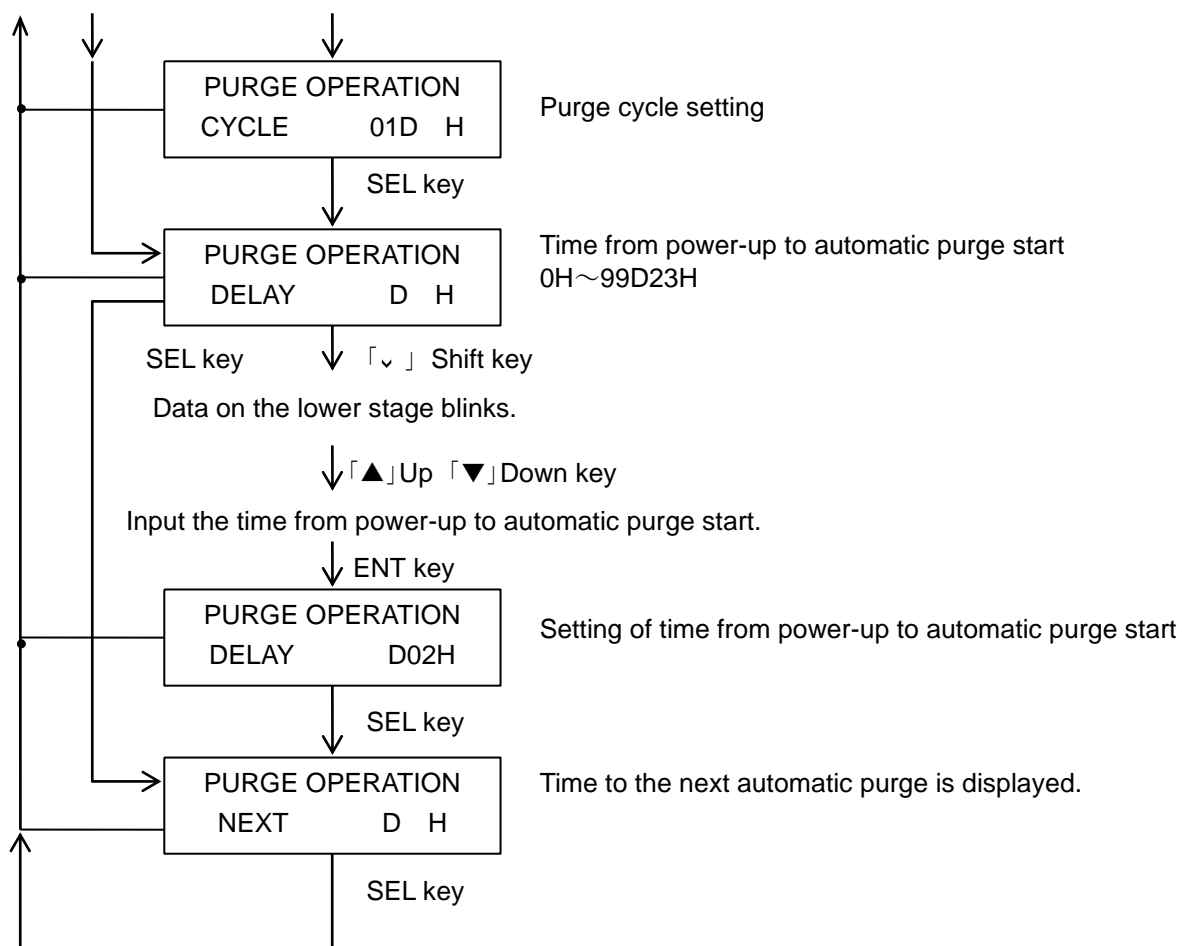 PURGE OPERATION
CYCLE 01D H
Purge cycle setting
SEL key
PURGE OPERATION
DELAY D H
Time from power-up to automatic purge start
0H～99D23H
SEL key
「⌄」 Shift key
Data on the lower stage blinks.
「▲」Up 「▼」Down key
Input the time from power-up to automatic purge start.
ENT key
PURGE OPERATION
DELAY D02H
Setting of time from power-up to automatic purge start
SEL key
PURGE OPERATION
NEXT D H
Time to the next automatic purge is displayed.
SEL key